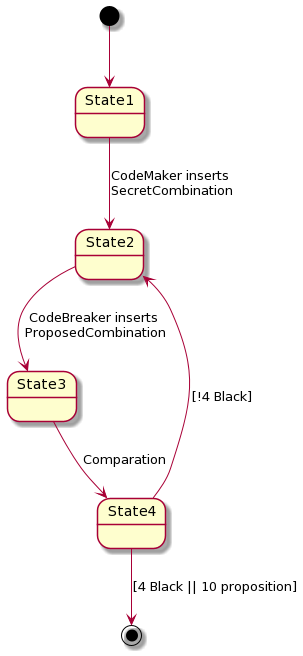 State1
CodeMaker inserts
SecretCombination
State2
CodeBreaker inserts
ProposedCombination
State3
[!4 Black]
Comparation
State4
[4 Black || 10 proposition]